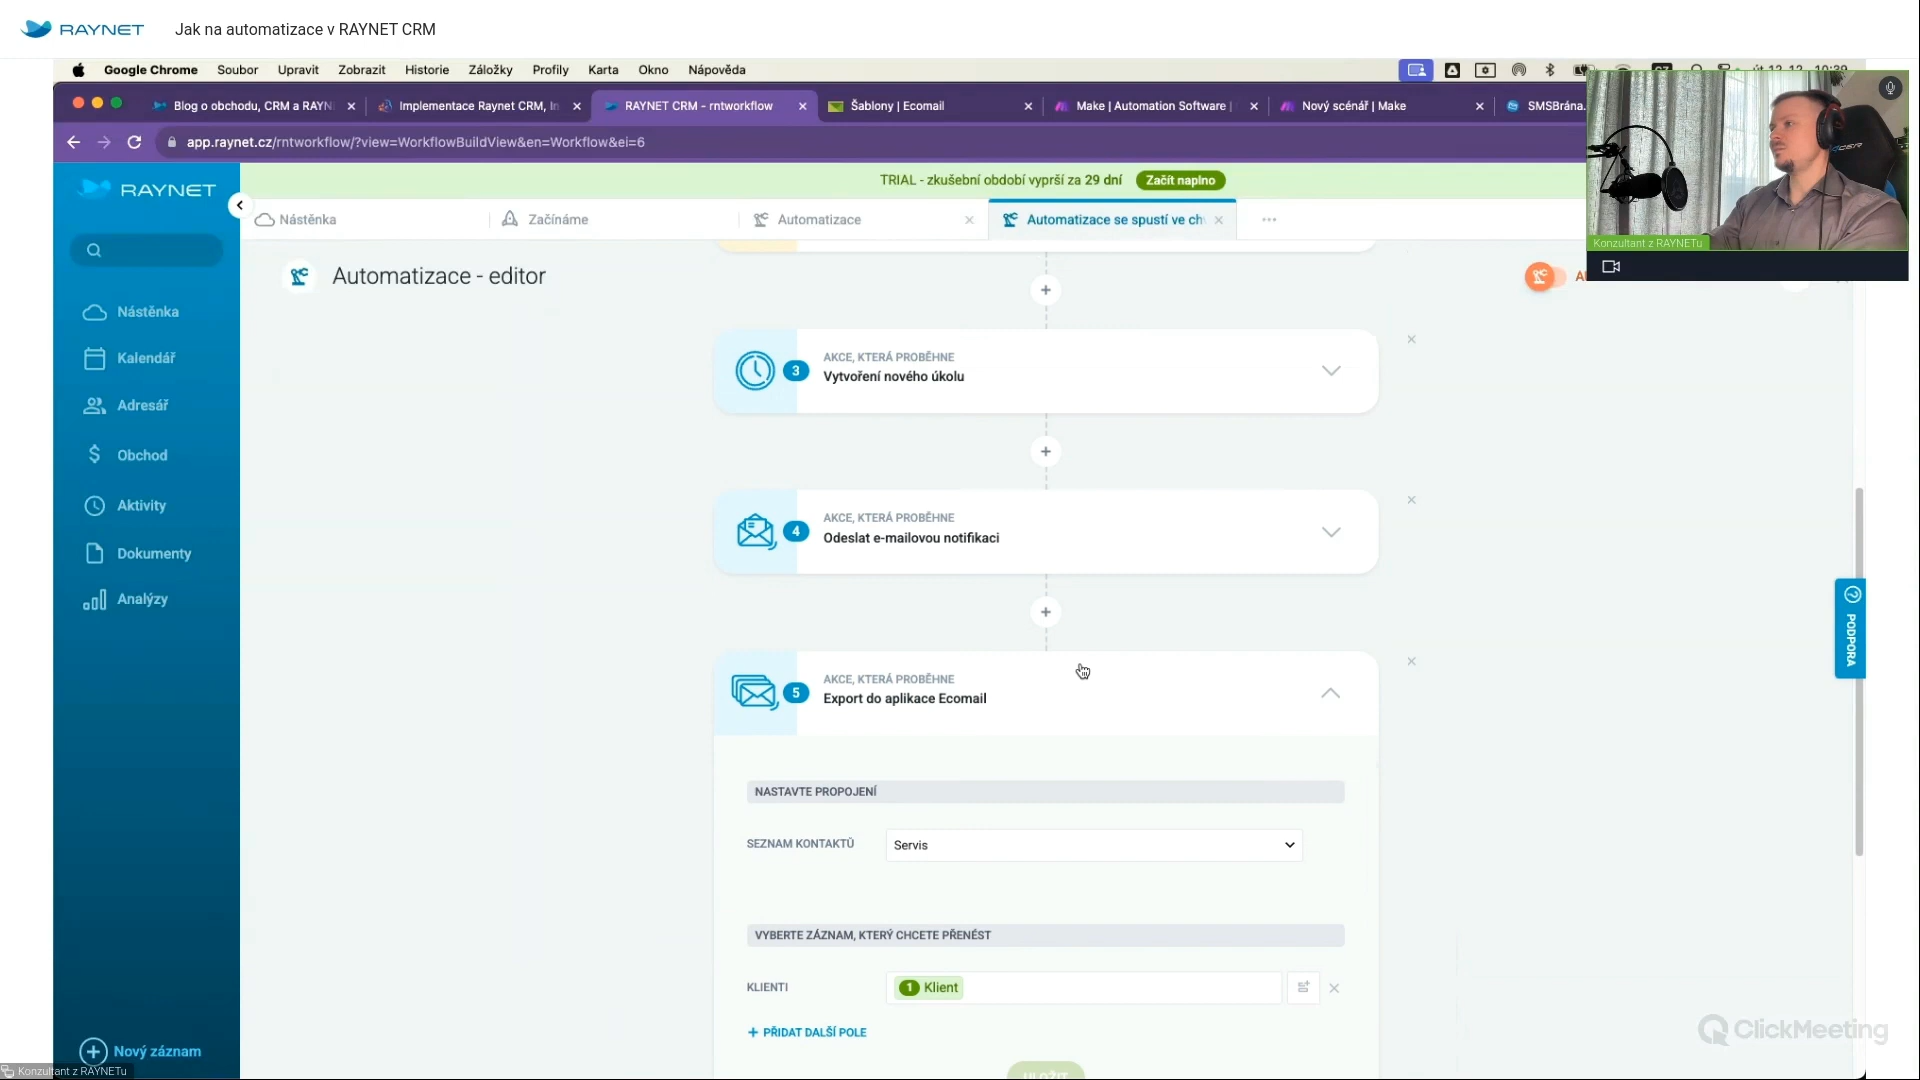 RAYNET
Jak na automatizace v RAYNET CRM
Google Chrome Soubor Upravit Zobrazit Historie Záložky Profily Karta Okno Nápověda
Blog o obchodu, CRM a RAYN
Implementace Raynet CRM, In
RAYNET CRM - rntworkflow
Šablony | Ecomail
Make | Automation Software |
Nový scénář | Make
SMSBrána.
app.raynet.cz/rntworkflow/?view=WorkflowBuildView&en=Workflow&ei=6
Konzultant z RAYNETu
RAYNET
TRIAL - zkušební období vyprší za 29 dní Začít naplno
Nástěnka
Začínáme
Automatizace
Automatizace se spustí ve ch
Automatizace - editor
Nástěnka
Kalendář
Adresář
Obchod
Aktivity
Dokumenty
Analýzy
Nový záznam
3
AKCE, KTERÁ PROBĚHNE
Vytvoření nového úkolu
4
AKCE, KTERÁ PROBĚHNE
Odeslat e-mailovou notifikaci
5
AKCE, KTERÁ PROBĚHNE
Export do aplikace Ecomail
NASTAVTE PROPOJENÍ
SEZNAM KONTAKTŮ Servis
VYBERTE ZÁZNAM, KTERÝ CHCETE PŘENÉST
KLIENTI 1 Klient
+ PŘIDAT DALŠÍ POLE
ULOŽIT
PODPORA
ClickMeeting
Konzultant z RAYNETu